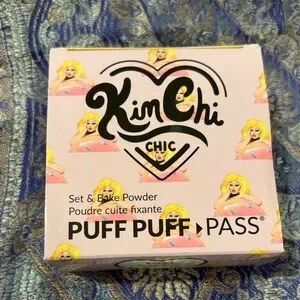 KimChi
CHIC
Set & Bake Powder
Poudre cuite fixante
PUFF PUFF ▸ PASS®